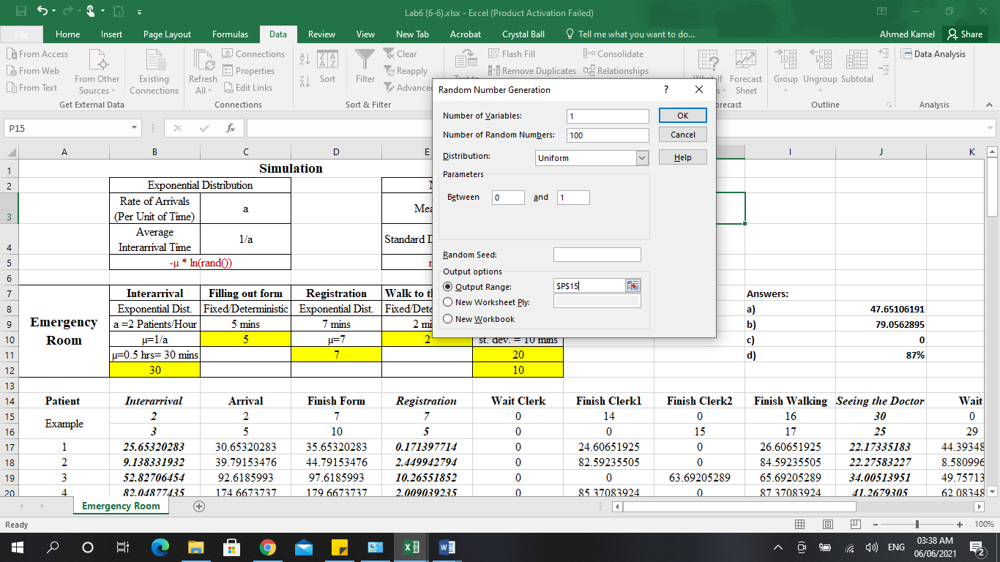 Lab6 (6-6).xlsx - Excel (Product Activation Failed)
File Home Insert Page Layout Formulas Data Review View New Tab Acrobat Crystal Ball Tell me what you want to do... Ahmed Kamel Share
From Access
From Web
From Text
From Other Sources
Existing Connections
Get External Data
Refresh All
Connections
Properties
Edit Links
Connections
Sort
Filter
Clear
Reapply
Advanced
Sort & Filter
Flash Fill
Remove Duplicates
Consolidate
Relationships
Forecast Sheet
Group Ungroup Subtotal
Outline
Data Analysis
Analysis
Random Number Generation ?
Number of Variables: 1
Number of Random Numbers: 100
Distribution: Uniform
Parameters
Between 0 and 1
Random Seed:
Output options
Output Range: $P$15
New Worksheet Ply:
New Workbook
OK
Cancel
Help
P15 fx
A B C D E I J K
1 Simulation
2 Exponential Distribution
3 Rate of Arrivals (Per Unit of Time) a
4 Average Interarrival Time 1/a Standard
5 -μ * ln(rand())
6
7 Interarrival Filling out form Registration Walk to Answers:
8 Exponential Dist. Fixed/Deterministic Exponential Dist. a) 47.65106191
9 Emergency Room a =2 Patients/Hour 5 mins 7 mins b) 79.0562895
10 μ=1/a 5 μ=7 2 st. dev. = 10 mins c) 0
11 μ=0.5 hrs= 30 mins 7 20 d) 87%
12 30 10
13
14 Patient Interarrival Arrival Finish Form Registration Wait Clerk Finish Clerk1 Finish Clerk2 Finish Walking Seeing the Doctor Wait
15 Example 2 2 7 7 0 14 0 16 30 0
16 3 5 10 5 0 0 15 17 25 29
17 1 25.65320283 30.65320283 35.65320283 0.171397714 0 24.60651925 0 26.60651925 22.17335183 44.39348
18 2 9.138331932 39.79153476 44.79153476 2.449942794 0 82.59235505 0 84.59235505 22.27583227 8.580996
19 3 52.82706454 92.6185993 97.6185993 10.26551852 0 0 63.69205289 65.69205289 34.00513951 49.75713
20 4 82.04877435 174.6673737 179.6673737 2.009039235 0 85.37083924 0 87.37083924 41.2679305 62.08348
Emergency Room
Ready 100%
ENG 03:38 AM
06/06/2021 2